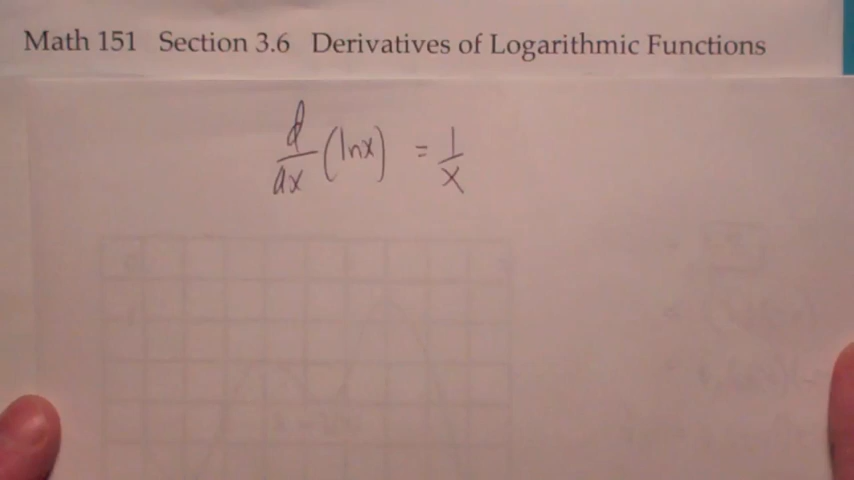 Math 151 Section 3.6 Derivatives of Logarithmic Functions
d/dx (ln x) = 1/x